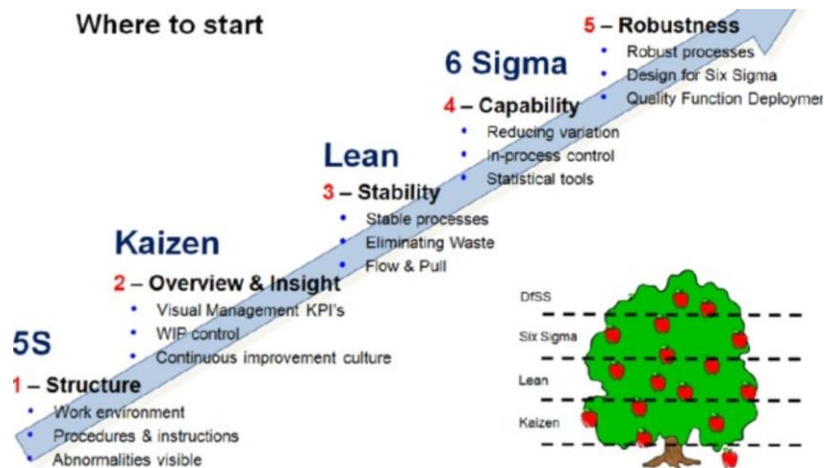 Where to start
5 – Robustness
• Robust processes
• Design for Six Sigma
• Quality Function Deploymen
6 Sigma
4 – Capability
• Reducing variation
• In-process control
• Statistical tools
Lean
3 – Stability
• Stable processes
• Eliminating Waste
• Flow & Pull
Kaizen
2 – Overview & Insight
• Visual Management KPI's
• WIP control
• Continuous improvement culture
5S
1 – Structure
• Work environment
• Procedures & instructions
• Abnormalities visible
DfSS
Six Sigma
Lean
Kaizen